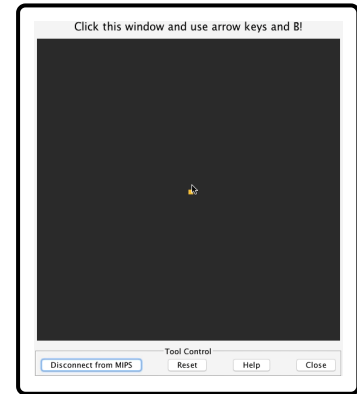 Click this window and use arrow keys and B!
Tool Control
Disconnect from MIPS Reset Help Close